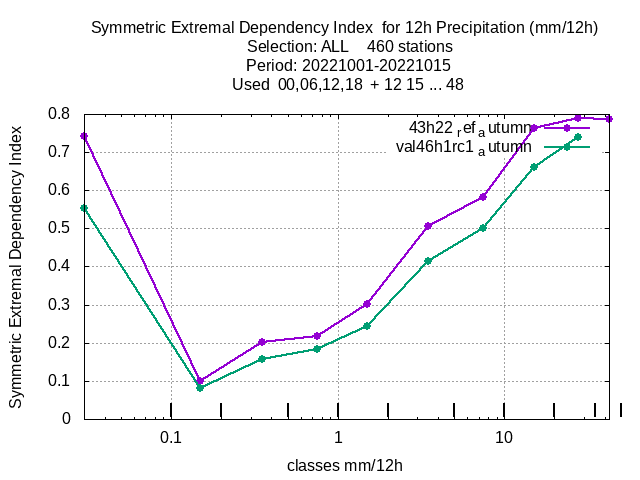 Symmetric Extremal Dependency Index  for 12h Precipitation (mm/12h)
Selection: ALL    460 stations
Period: 20221001-20221015
Used  00,06,12,18  + 12 15 ... 48
43h22 ref autumn
val46h1rc1 autumn
Symmetric Extremal Dependency Index
0.8
0.7
0.6
0.5
0.4
0.3
0.2
0.1
0
0.1 1 10
classes mm/12h